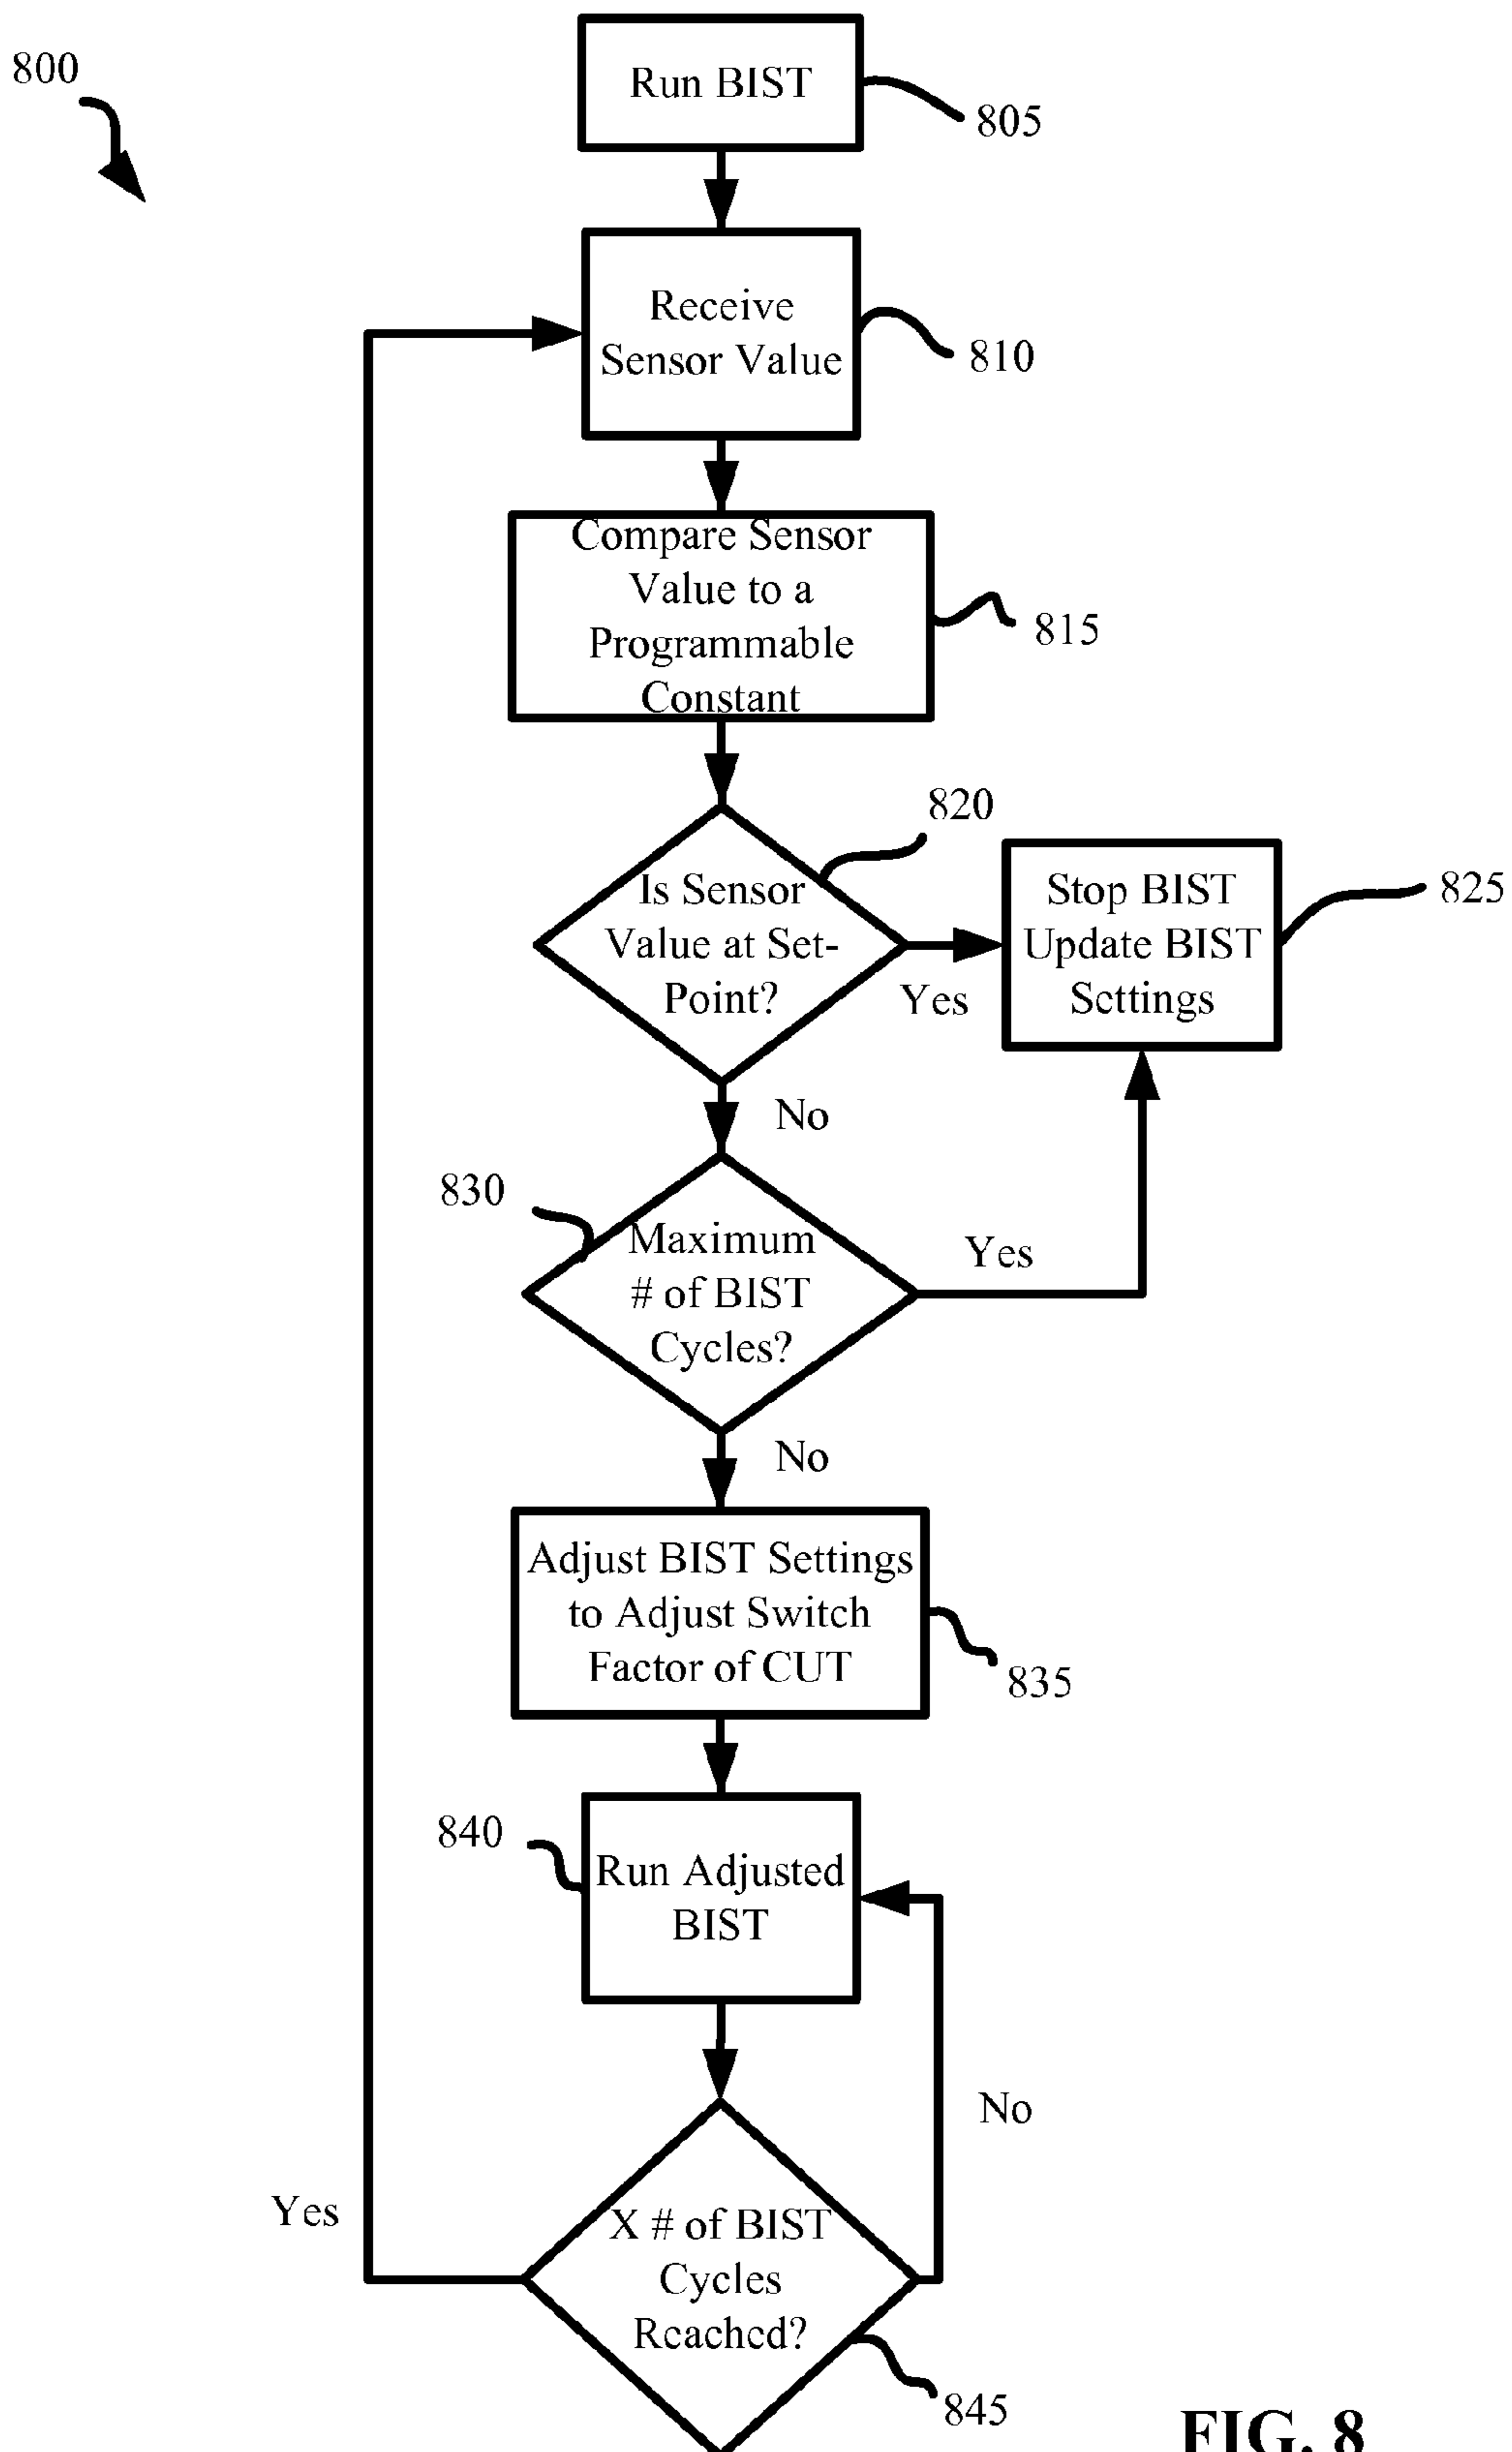 800
Run BIST
805
Receive
Sensor Value
810
Compare Sensor
Value to a
Programmable
Constant
815
820
Is Sensor
Value at Set-
Point?
Yes
Stop BIST
Update BIST
Settings
825
No
830
Maximum
# of BIST
Cycles?
Yes
No
Adjust BIST Settings
to Adjust Switch
Factor of CUT
835
840
Run Adjusted
BIST
No
Yes
X # of BIST
Cycles
Reached?
845
FIG. 8